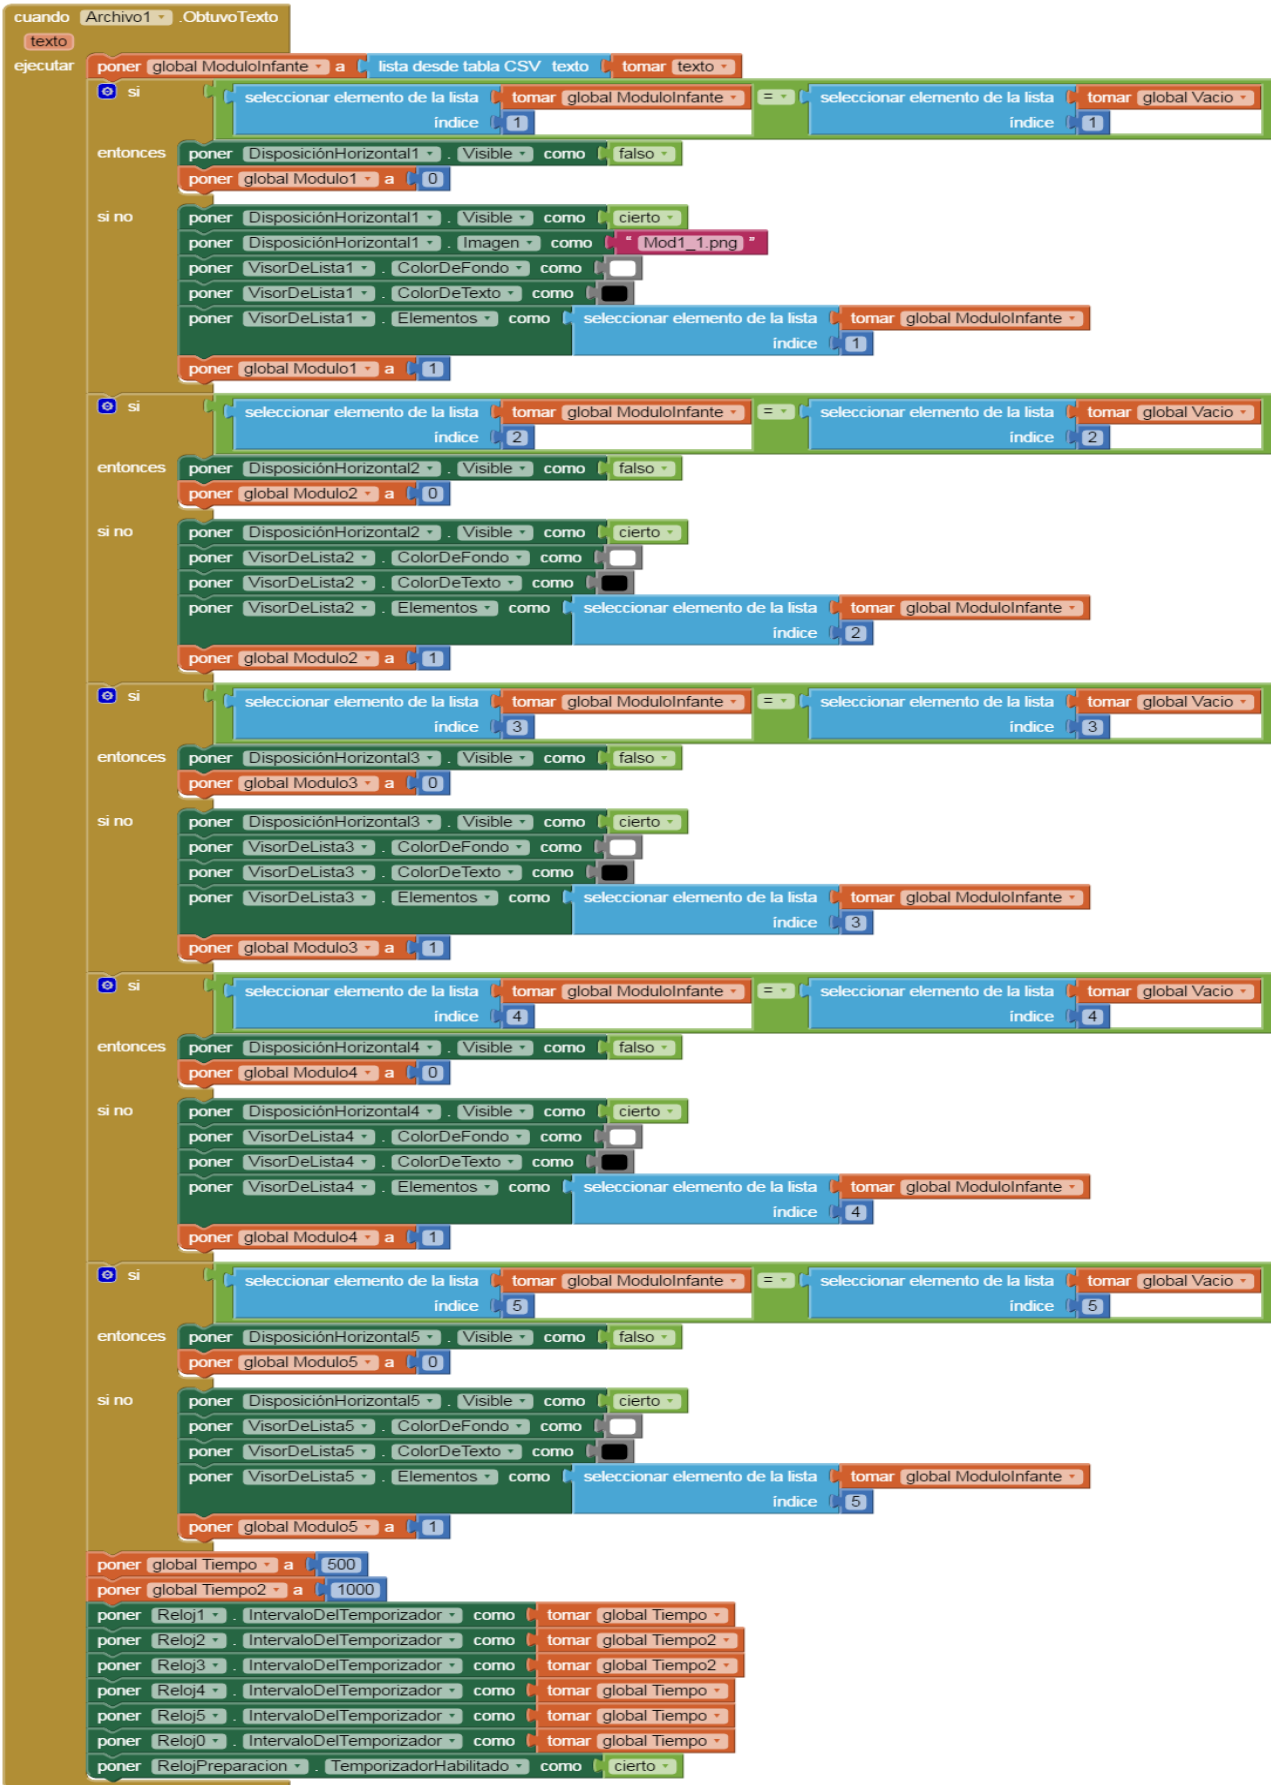 cuando Archivo1 .ObtuvoTexto
texto
ejecutar poner global ModuloInfante a lista desde tabla CSV texto tomar texto
si seleccionar elemento de la lista tomar global ModuloInfante = seleccionar elemento de la lista tomar global Vacio
índice 1 índice 1
entonces poner DisposiciónHorizontal1 . Visible como falso
poner global Modulo1 a 0
si no poner DisposiciónHorizontal1 . Visible como cierto
poner DisposiciónHorizontal1 . Imagen como " Mod1_1.png "
poner VisorDeLista1 . ColorDeFondo como
poner VisorDeLista1 . ColorDeTexto como
poner VisorDeLista1 . Elementos como seleccionar elemento de la lista tomar global ModuloInfante
índice 1
poner global Modulo1 a 1
si seleccionar elemento de la lista tomar global ModuloInfante = seleccionar elemento de la lista tomar global Vacio
índice 2 índice 2
entonces poner DisposiciónHorizontal2 . Visible como falso
poner global Modulo2 a 0
si no poner DisposiciónHorizontal2 . Visible como cierto
poner VisorDeLista2 . ColorDeFondo como
poner VisorDeLista2 . ColorDeTexto como
poner VisorDeLista2 . Elementos como seleccionar elemento de la lista tomar global ModuloInfante
índice 2
poner global Modulo2 a 1
si seleccionar elemento de la lista tomar global ModuloInfante = seleccionar elemento de la lista tomar global Vacio
índice 3 índice 3
entonces poner DisposiciónHorizontal3 . Visible como falso
poner global Modulo3 a 0
si no poner DisposiciónHorizontal3 . Visible como cierto
poner VisorDeLista3 . ColorDeFondo como
poner VisorDeLista3 . ColorDeTexto como
poner VisorDeLista3 . Elementos como seleccionar elemento de la lista tomar global ModuloInfante
índice 3
poner global Modulo3 a 1
si seleccionar elemento de la lista tomar global ModuloInfante = seleccionar elemento de la lista tomar global Vacio
índice 4 índice 4
entonces poner DisposiciónHorizontal4 . Visible como falso
poner global Modulo4 a 0
si no poner DisposiciónHorizontal4 . Visible como cierto
poner VisorDeLista4 . ColorDeFondo como
poner VisorDeLista4 . ColorDeTexto como
poner VisorDeLista4 . Elementos como seleccionar elemento de la lista tomar global ModuloInfante
índice 4
poner global Modulo4 a 1
si seleccionar elemento de la lista tomar global ModuloInfante = seleccionar elemento de la lista tomar global Vacio
índice 5 índice 5
entonces poner DisposiciónHorizontal5 . Visible como falso
poner global Modulo5 a 0
si no poner DisposiciónHorizontal5 . Visible como cierto
poner VisorDeLista5 . ColorDeFondo como
poner VisorDeLista5 . ColorDeTexto como
poner VisorDeLista5 . Elementos como seleccionar elemento de la lista tomar global ModuloInfante
índice 5
poner global Modulo5 a 1
poner global Tiempo a 500
poner global Tiempo2 a 1000
poner Reloj1 . IntervaloDelTemporizador como tomar global Tiempo
poner Reloj2 . IntervaloDelTemporizador como tomar global Tiempo2
poner Reloj3 . IntervaloDelTemporizador como tomar global Tiempo2
poner Reloj4 . IntervaloDelTemporizador como tomar global Tiempo
poner Reloj5 . IntervaloDelTemporizador como tomar global Tiempo
poner Reloj0 . IntervaloDelTemporizador como tomar global Tiempo
poner RelojPreparacion . TemporizadorHabilitado como cierto